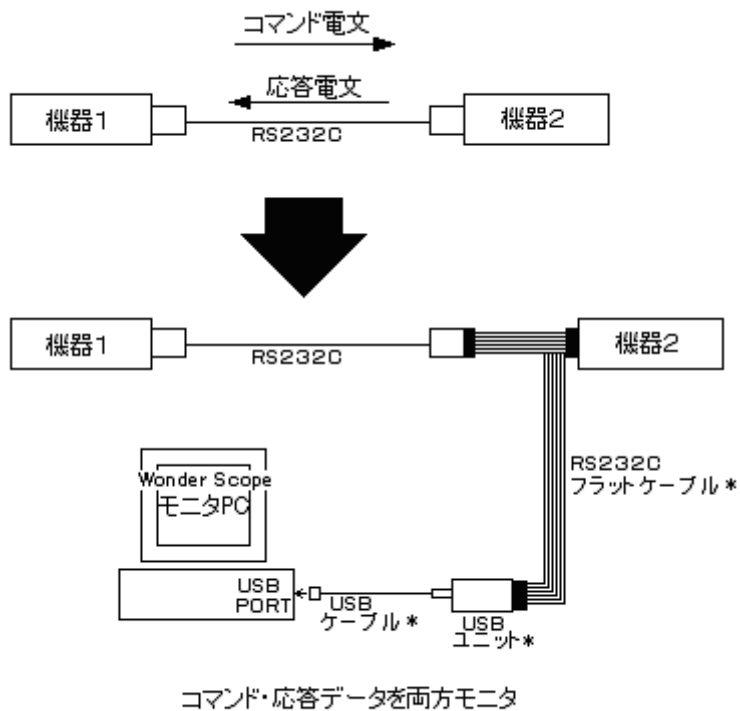 コマンド電文
応答電文
機器1
機器2
RS232C
機器1
機器2
RS232C
RS232C
フラットケーブル*
Wonder Scope
モニタPC
USB
PORT
USB
ケーブル*
USB
ユニット*
コマンド・応答データを両方モニタ